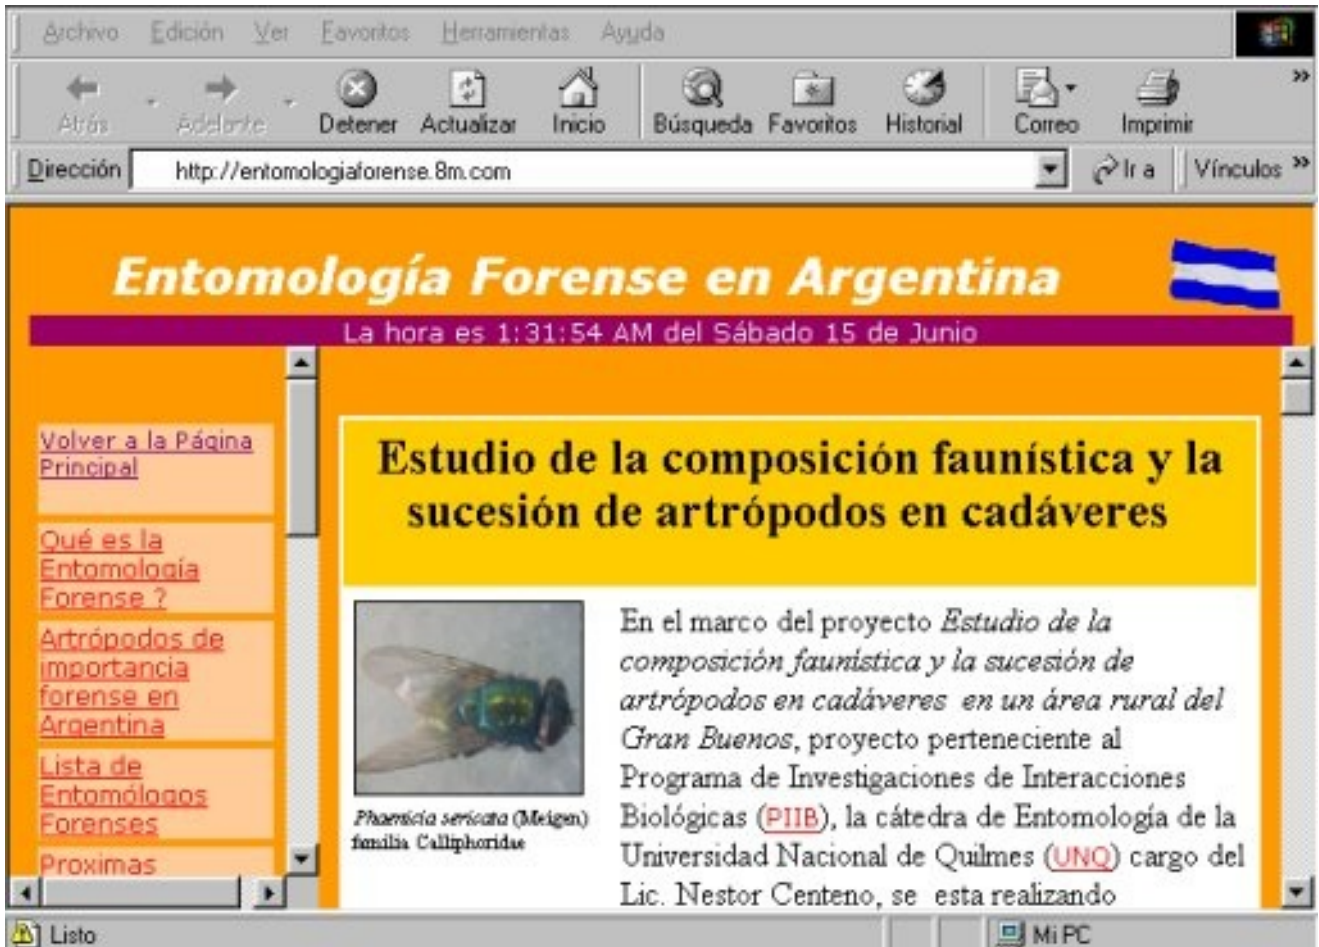 Archivo Edición Ver Favoritos Herramientas Ayuda
Atrás Adelante Detener Actualizar Inicio Búsqueda Favoritos Historial Correo Imprimir »
Dirección http://entomologiaforense.8m.com Ir a Vínculos »
Entomología Forense en Argentina
La hora es 1:31:54 AM del Sábado 15 de Junio
Volver a la Página
Principal
Qué es la
Entomología
Forense ?
Artrópodos de
importancia
forense en
Argentina
Lista de
Entomólogos
Forenses
Proximas
Estudio de la composición faunística y la
sucesión de artrópodos en cadáveres
Phaenicia sericata (Meigen)
familia Calliphoridae
En el marco del proyecto Estudio de la
composición faunística y la sucesión de
artrópodos en cadáveres en un área rural del
Gran Buenos, proyecto perteneciente al
Programa de Investigaciones de Interacciones
Biológicas (PIIB), la cátedra de Entomología de la
Universidad Nacional de Quilmes (UNQ) cargo del
Lic. Nestor Centeno, se esta realizando
Listo Mi PC